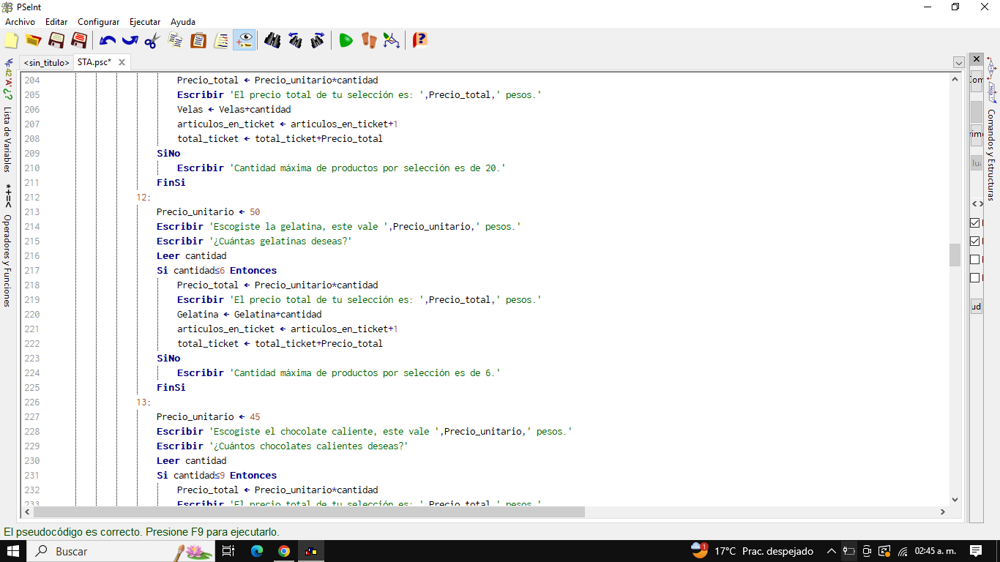 PSeInt
Archivo Editar Configurar Ejecutar Ayuda
<sin_titulo> STA.psc*
204 Precio_total ← Precio_unitario*cantidad
205 Escribir 'El precio total de tu selección es: ',Precio_total,' pesos.'
206 Velas ← Velas+cantidad
207 articulos_en_ticket ← articulos_en_ticket+1
208 total_ticket ← total_ticket+Precio_total
209 SiNo
210 Escribir 'Cantidad máxima de productos por selección es de 20.'
211 FinSi
212 12:
213 Precio_unitario ← 50
214 Escribir 'Escogiste la gelatina, este vale ',Precio_unitario,' pesos.'
215 Escribir '¿Cuántas gelatinas deseas?'
216 Leer cantidad
217 Si cantidad≤6 Entonces
218 Precio_total ← Precio_unitario*cantidad
219 Escribir 'El precio total de tu selección es: ',Precio_total,' pesos.'
220 Gelatina ← Gelatina+cantidad
221 articulos_en_ticket ← articulos_en_ticket+1
222 total_ticket ← total_ticket+Precio_total
223 SiNo
224 Escribir 'Cantidad máxima de productos por selección es de 6.'
225 FinSi
226 13:
227 Precio_unitario ← 45
228 Escribir 'Escogiste el chocolate caliente, este vale ',Precio_unitario,' pesos.'
229 Escribir '¿Cuántos chocolates calientes deseas?'
230 Leer cantidad
231 Si cantidad≤9 Entonces
232 Precio_total ← Precio_unitario*cantidad
233 Escribir 'El precio total de tu selección es: ',Precio_total,' pesos.'
Lista de Variables
*+=< Operadores y Funciones
Comandos y Estructuras
El pseudocódigo es correcto. Presione F9 para ejecutarlo.
Buscar
1 17°C Prac. despejado 02:45 a. m.